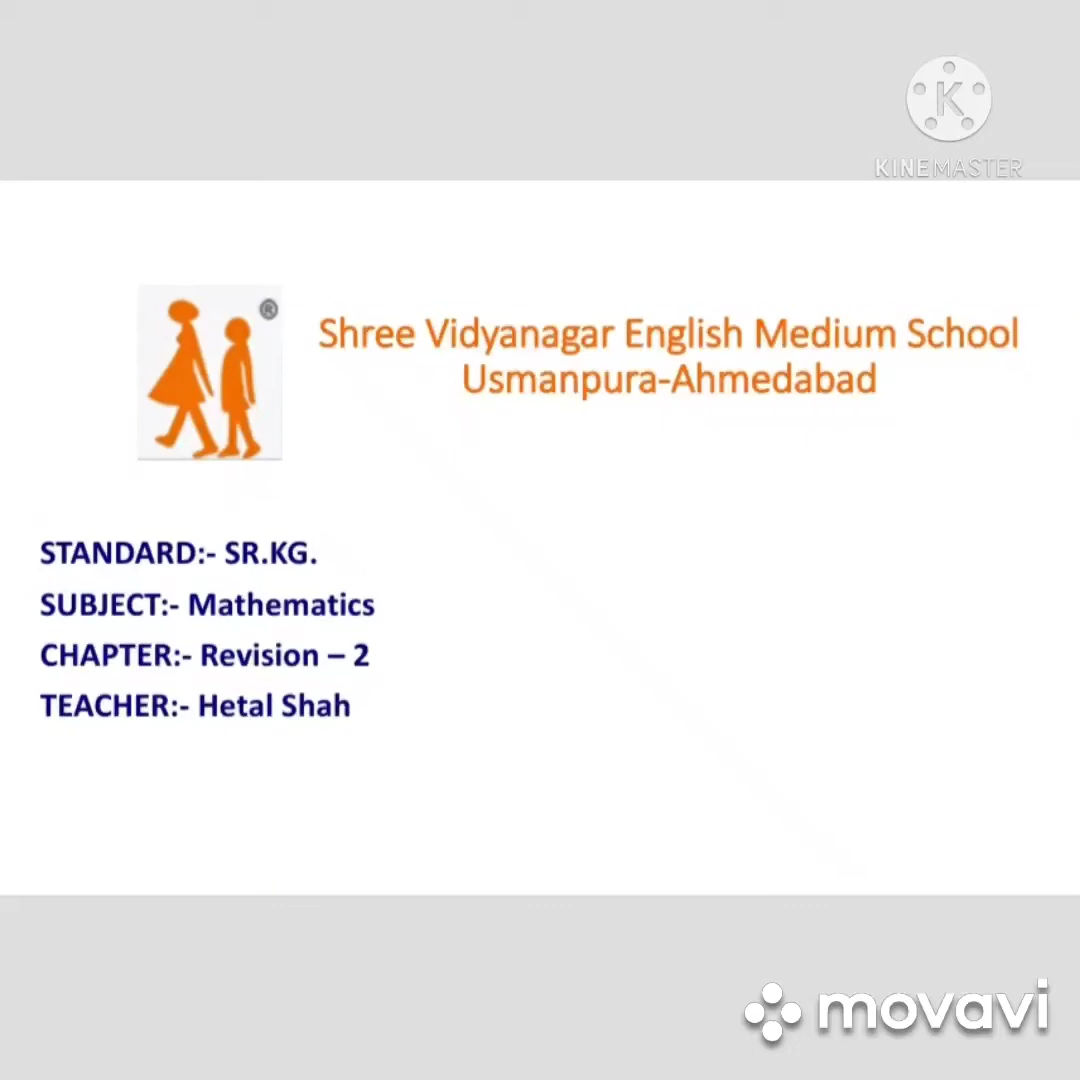 K
KINEMASTER
®
Shree Vidyanagar English Medium School
Usmanpura-Ahmedabad
STANDARD:- SR.KG.
SUBJECT:- Mathematics
CHAPTER:- Revision – 2
TEACHER:- Hetal Shah
movavi